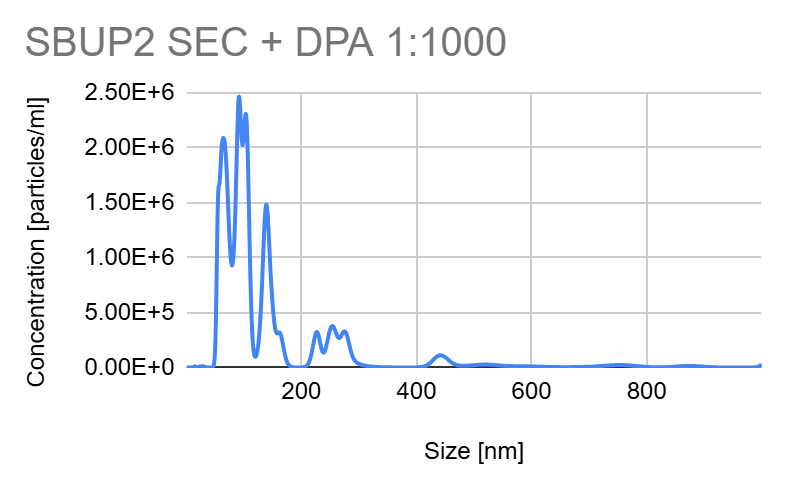 SBUP2 SEC + DPA 1:1000
Concentration [particles/ml]
2.50E+6
2.00E+6
1.50E+6
1.00E+6
5.00E+5
0.00E+0
200 400 600 800
Size [nm]